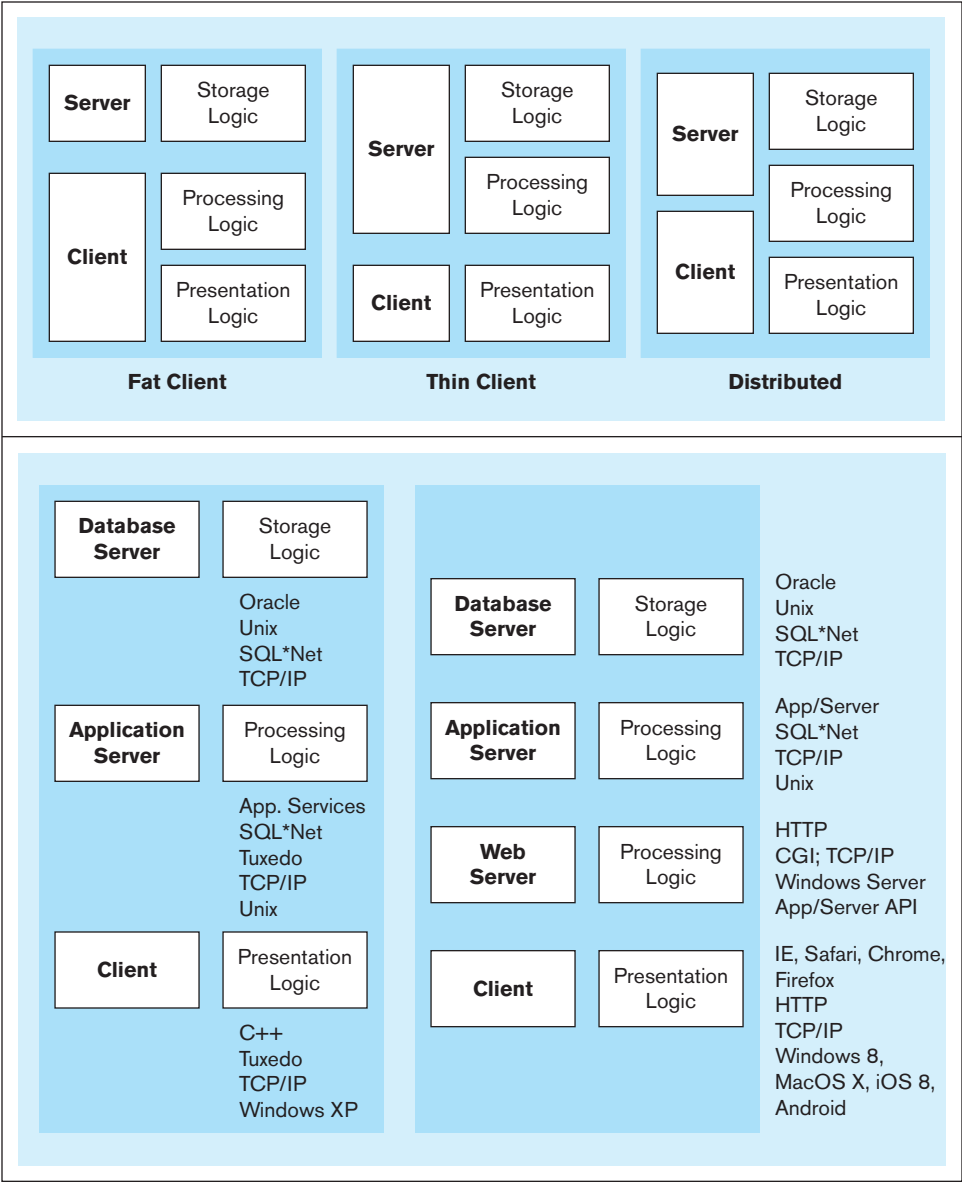 Server
Storage
Logic
Client
Processing
Logic
Presentation
Logic
Fat Client
Server
Storage
Logic
Processing
Logic
Client
Presentation
Logic
Thin Client
Server
Storage
Logic
Processing
Logic
Client
Presentation
Logic
Distributed
Database
Server
Storage
Logic
Oracle
Unix
SQL*Net
TCP/IP
Application
Server
Processing
Logic
App. Services
SQL*Net
Tuxedo
TCP/IP
Unix
Client
Presentation
Logic
C++
Tuxedo
TCP/IP
Windows XP
Database
Server
Storage
Logic
Oracle
Unix
SQL*Net
TCP/IP
Application
Server
Processing
Logic
App/Server
SQL*Net
TCP/IP
Unix
Web
Server
Processing
Logic
HTTP
CGI; TCP/IP
Windows Server
App/Server API
Client
Presentation
Logic
IE, Safari, Chrome,
Firefox
HTTP
TCP/IP
Windows 8,
MacOS X, iOS 8,
Android